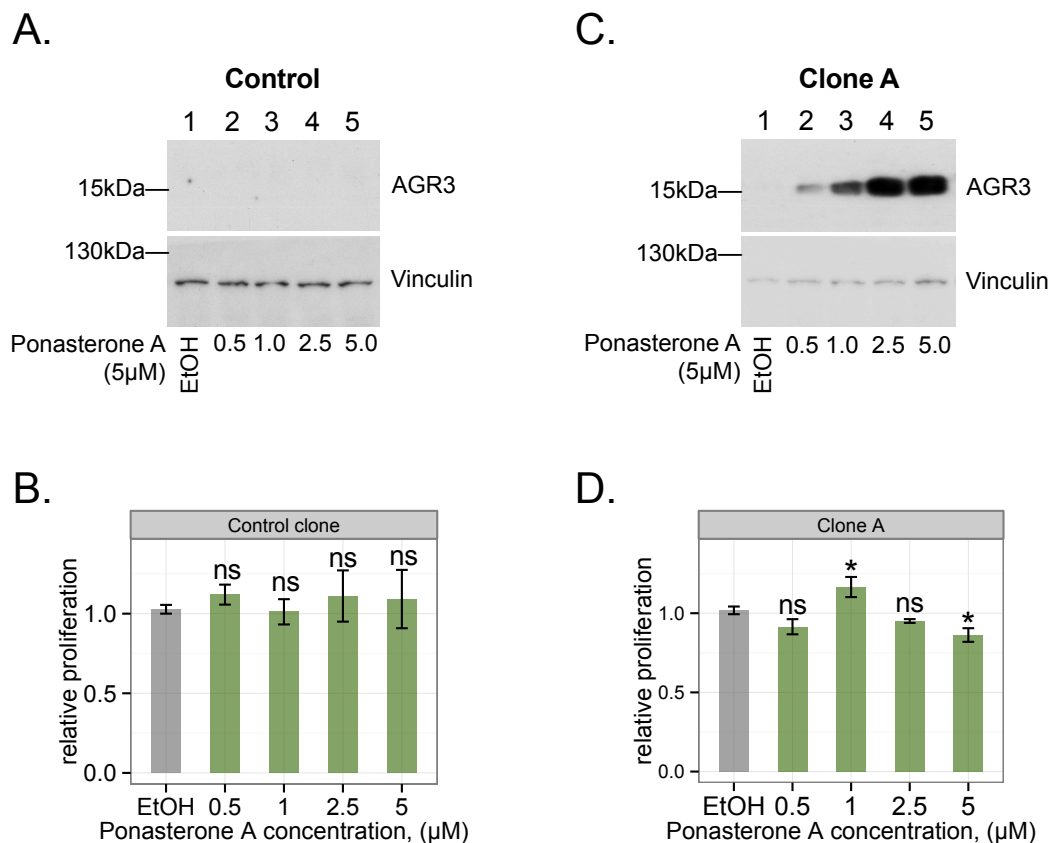 A.
Control
1 2 3 4 5
15kDa AGR3
130kDa
Vinculin
Ponasterone A EtOH 0.5 1.0 2.5 5.0
(5µM)
C.
Clone A
1 2 3 4 5
15kDa AGR3
130kDa
Vinculin
Ponasterone A EtOH 0.5 1.0 2.5 5.0
(5µM)
B.
Control clone
relative proliferation
ns ns ns ns
1.0
0.5
0.0
EtOH 0.5 1 2.5 5
Ponasterone A concentration, (µM)
D.
Clone A
relative proliferation
ns * ns *
1.0
0.5
0.0
EtOH 0.5 1 2.5 5
Ponasterone A concentration, (µM)